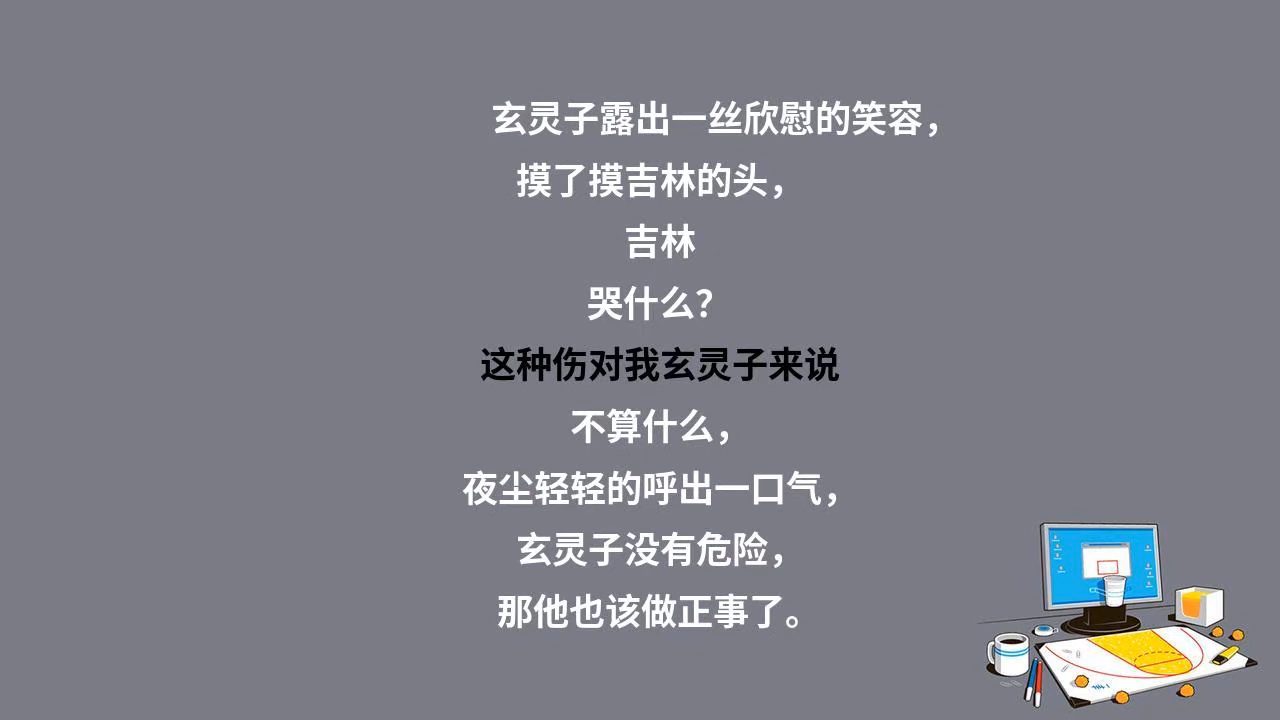 玄灵子露出一丝欣慰的笑容，
摸了摸吉林的头，
吉林
哭什么？
这种伤对我玄灵子来说
不算什么，
夜尘轻轻的呼出一口气，
玄灵子没有危险，
那他也该做正事了。